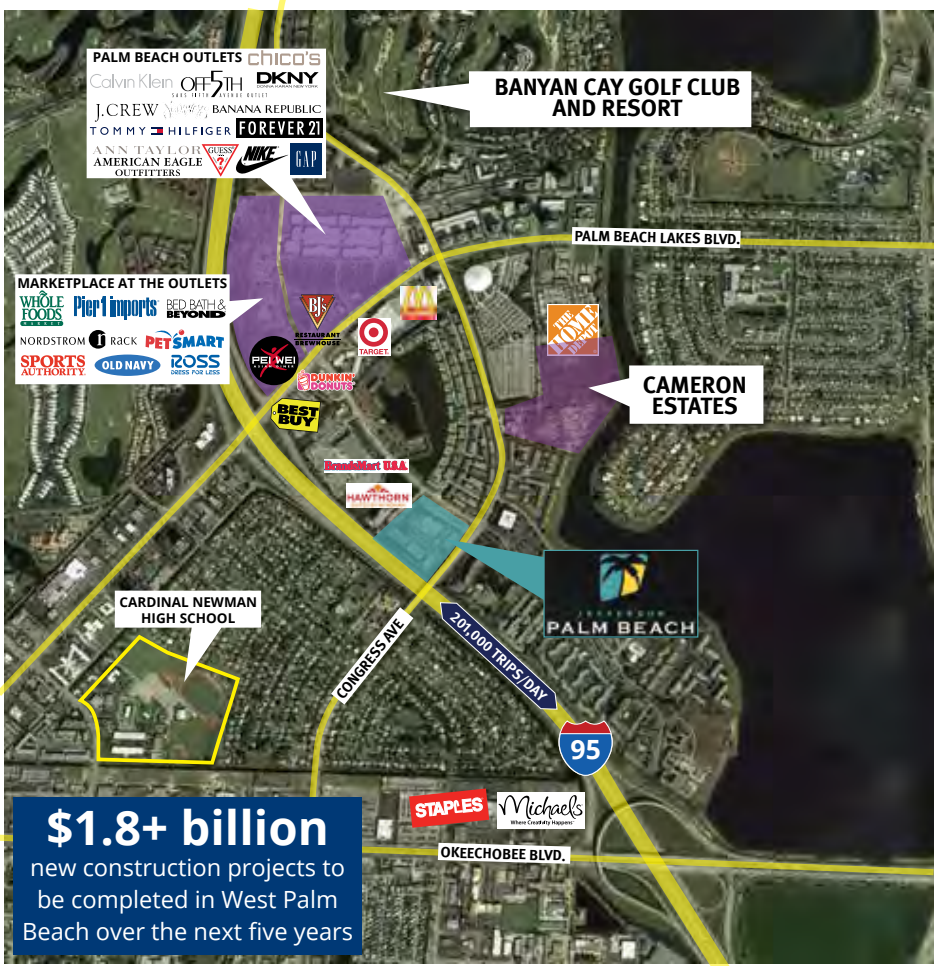 PALM BEACH OUTLETS
chico's
Calvin Klein
OFF 5TH
SAKS FIFTH AVENUE OUTLET
DKNY
DONNA KARAN NEW YORK
J.CREW
BANANA REPUBLIC
TOMMY HILFIGER
FOREVER 21
ANN TAYLOR
AMERICAN EAGLE
OUTFITTERS
GUESS
?
NIKE
GAP
BANYAN CAY GOLF CLUB
AND RESORT
PALM BEACH LAKES BLVD.
MARKETPLACE AT THE OUTLETS
WHOLE
FOODS
MARKET
Pier 1 imports
BED BATH &
BEYOND
NORDSTROM rack
PETSMART
SPORTS
AUTHORITY
OLD NAVY
ROSS
DRESS FOR LESS
BJ's
RESTAURANT
BREWHOUSE
TARGET
THE
HOME
DEPOT
PEI WEI
ASIAN DINER
DUNKIN'
DONUTS
BEST
BUY
CAMERON
ESTATES
BrandsMart U.S.A.
HAWTHORN
JEFFERSON
PALM BEACH
CARDINAL NEWMAN
HIGH SCHOOL
CONGRESS AVE
201,000 TRIPS/DAY
95
STAPLES
Michaels
Where Creativity Happens
OKEECHOBEE BLVD.
$1.8+ billion
new construction projects to
be completed in West Palm
Beach over the next five years